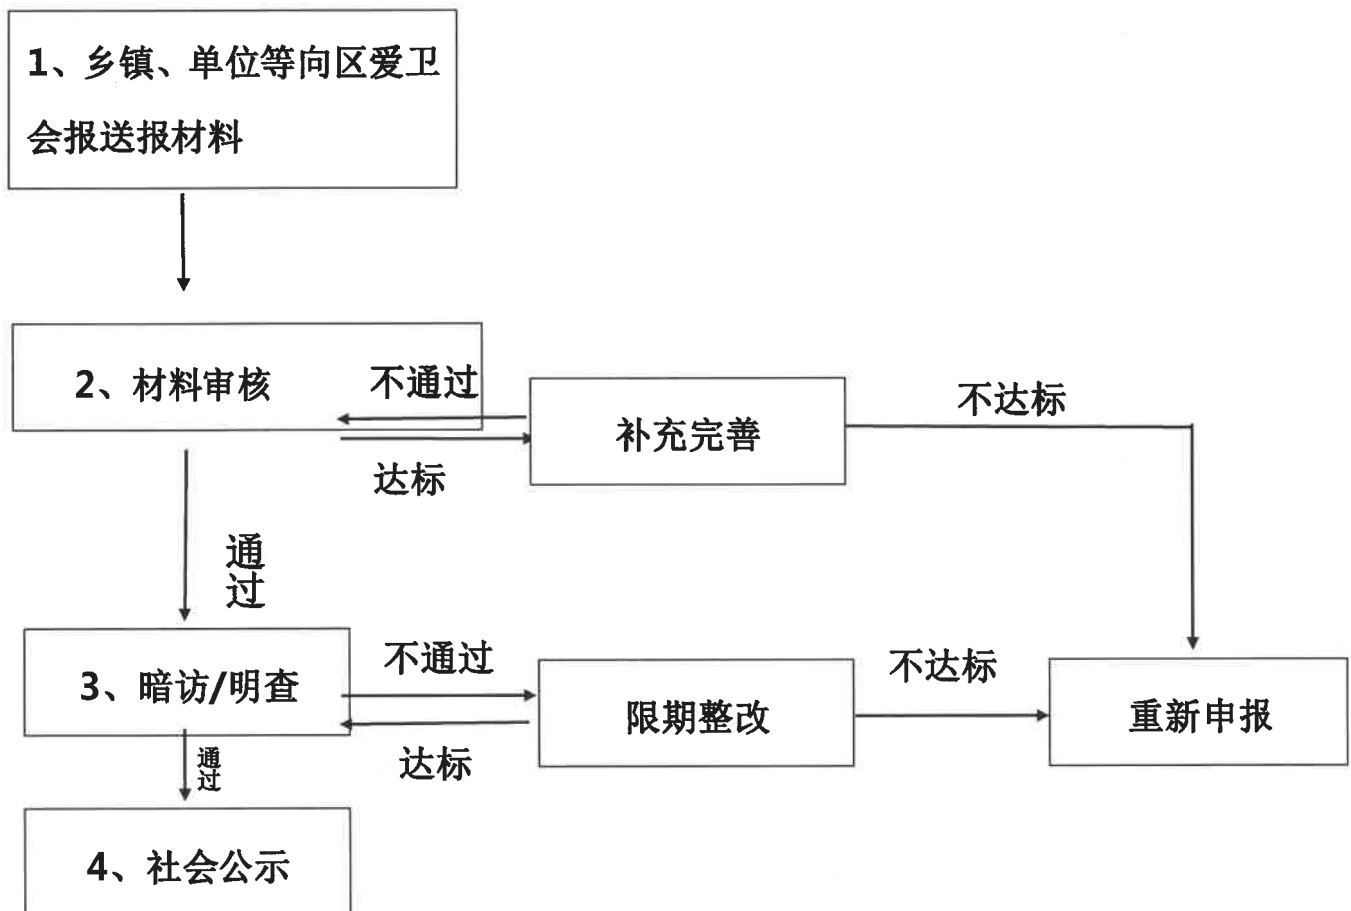 1、乡镇、单位等向区爱卫
会报送报材料
2、材料审核
不通过
补充完善
不达标
达标
通
过
3、暗访/明查
不通过
限期整改
不达标
重新申报
达标
通
过
4、社会公示